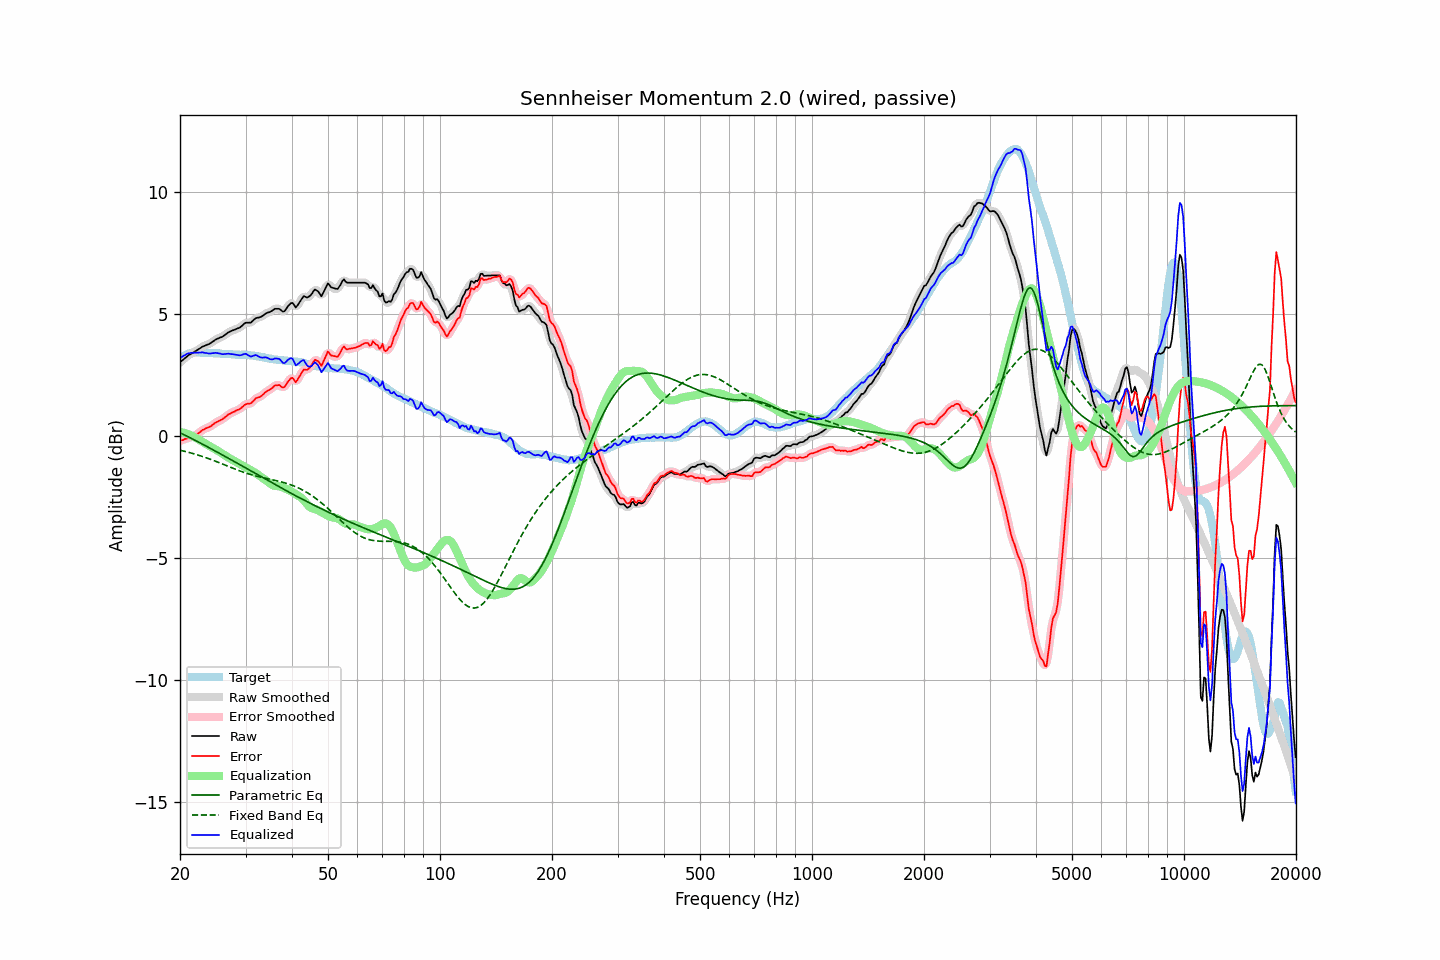 Sennheiser Momentum 2.0 (wired, passive)
Amplitude (dBr)
10
5
0
−5
−10
−15
Target
Raw Smoothed
Error Smoothed
Raw
Error
Equalization
Parametric Eq
Fixed Band Eq
Equalized
20 50 100 200 500 1000 2000 5000 10000 20000
Frequency (Hz)